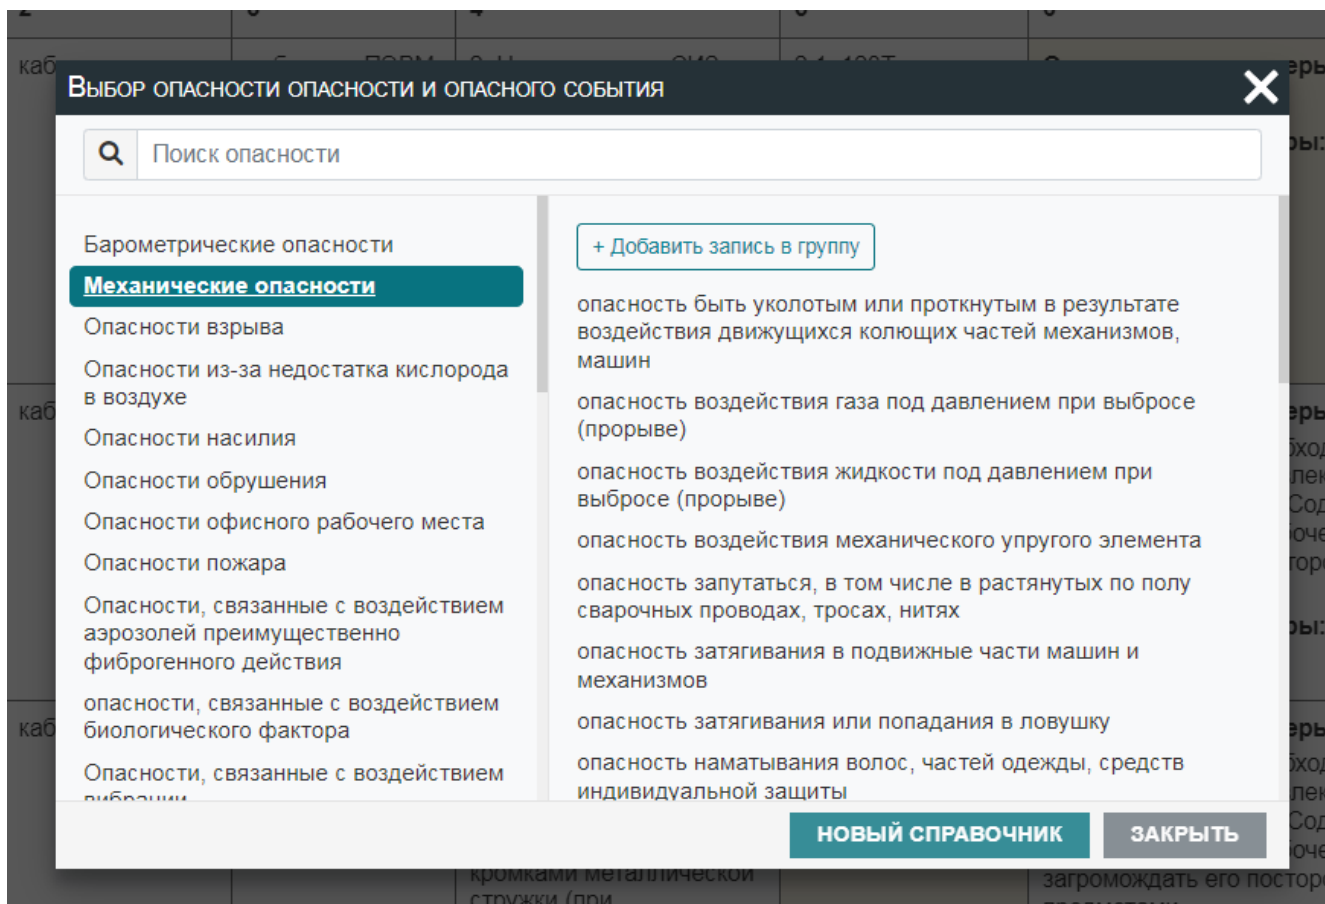 каб
Выбор опасности опасности и опасного события
Поиск опасности
Барометрические опасности
Механические опасности
Опасности взрыва
Опасности из-за недостатка кислорода
в воздухе
Опасности насилия
Опасности обрушения
Опасности офисного рабочего места
Опасности пожара
Опасности, связанные с воздействием
аэрозолей преимущественно
фиброгенного действия
опасности, связанные с воздействием
биологического фактора
Опасности, связанные с воздействием
вибрации
+ Добавить запись в группу
опасность быть уколотым или проткнутым в результате
воздействия движущихся колющих частей механизмов,
машин
опасность воздействия газа под давлением при выбросе
(прорыве)
опасность воздействия жидкости под давлением при
выбросе (прорыве)
опасность воздействия механического упругого элемента
опасность запутаться, в том числе в растянутых по полу
сварочных проводах, тросах, нитях
опасность затягивания в подвижные части машин и
механизмов
опасность затягивания или попадания в ловушку
опасность наматывания волос, частей одежды, средств
индивидуальной защиты
НОВЫЙ СПРАВОЧНИК
ЗАКРЫТЬ
каб
каб
кромками металлической
стружки (при
загромождать его